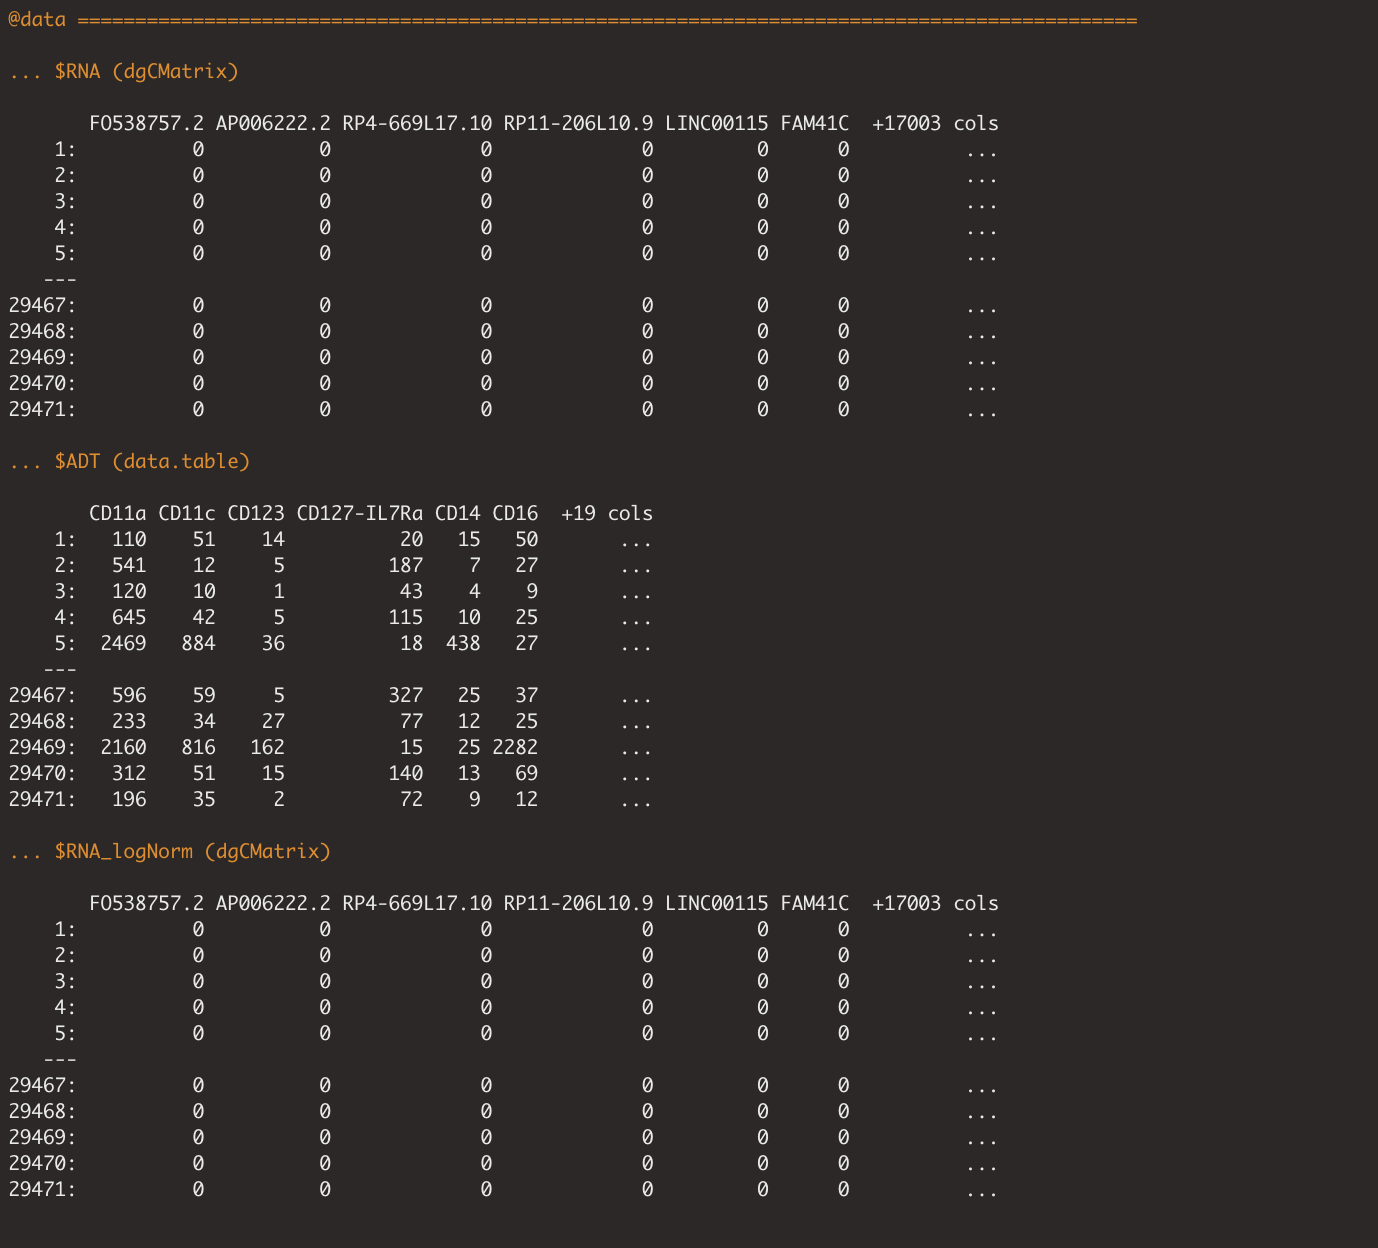 @data ============================================================================================
... $RNA (dgCMatrix)
       FO538757.2 AP006222.2 RP4-669L17.10 RP11-206L10.9 LINC00115 FAM41C  +17003 cols
    1:          0          0             0             0         0      0          ...
    2:          0          0             0             0         0      0          ...
    3:          0          0             0             0         0      0          ...
    4:          0          0             0             0         0      0          ...
    5:          0          0             0             0         0      0          ...
   ---
29467:          0          0             0             0         0      0          ...
29468:          0          0             0             0         0      0          ...
29469:          0          0             0             0         0      0          ...
29470:          0          0             0             0         0      0          ...
29471:          0          0             0             0         0      0          ...
... $ADT (data.table)
       CD11a CD11c CD123 CD127-IL7Ra CD14 CD16  +19 cols
    1:   110    51    14          20   15   50       ...
    2:   541    12     5         187    7   27       ...
    3:   120    10     1          43    4    9       ...
    4:   645    42     5         115   10   25       ...
    5:  2469   884    36          18  438   27       ...
   ---
29467:   596    59     5         327   25   37       ...
29468:   233    34    27          77   12   25       ...
29469:  2160   816   162          15   25 2282       ...
29470:   312    51    15         140   13   69       ...
29471:   196    35     2          72    9   12       ...
... $RNA_logNorm (dgCMatrix)
       FO538757.2 AP006222.2 RP4-669L17.10 RP11-206L10.9 LINC00115 FAM41C  +17003 cols
    1:          0          0             0             0         0      0          ...
    2:          0          0             0             0         0      0          ...
    3:          0          0             0             0         0      0          ...
    4:          0          0             0             0         0      0          ...
    5:          0          0             0             0         0      0          ...
   ---
29467:          0          0             0             0         0      0          ...
29468:          0          0             0             0         0      0          ...
29469:          0          0             0             0         0      0          ...
29470:          0          0             0             0         0      0          ...
29471:          0          0             0             0         0      0          ...